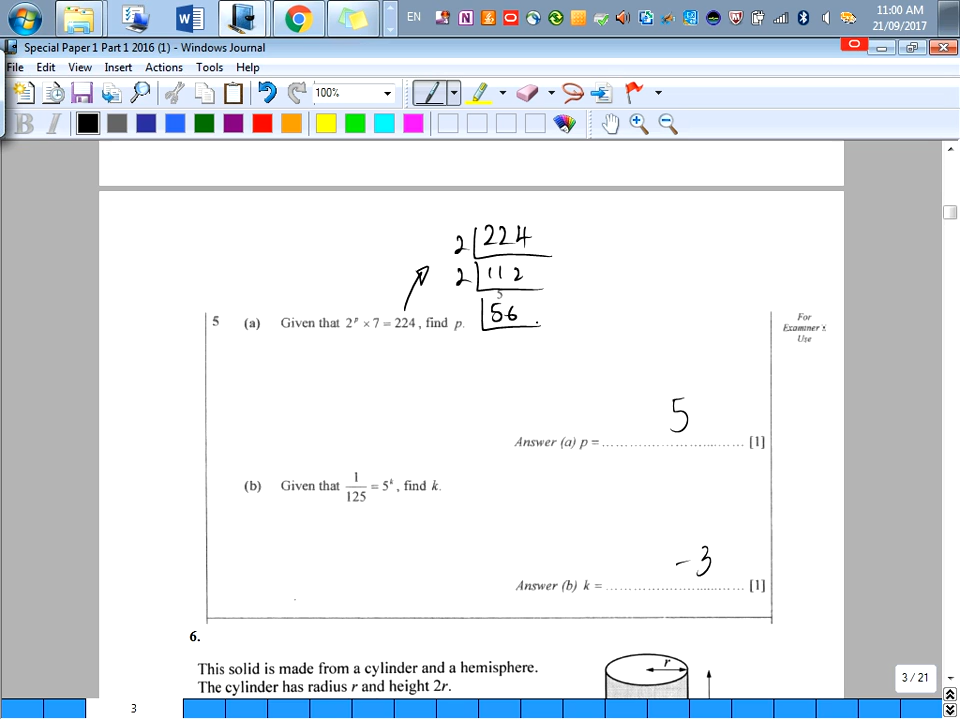 EN
11:00 AM
21/09/2017
Special Paper 1 Part 1 2016 (1) - Windows Journal
File Edit View Insert Actions Tools Help
100%
B I
2 224
2 112
5
56
5 (a) Given that 2^p × 7 = 224, find p.
For
Examiner's
Use
5
Answer (a) p = ........................ [1]
(b) Given that 1/125 = 5^k, find k.
-3
Answer (b) k = ........................ [1]
6.
This solid is made from a cylinder and a hemisphere.
The cylinder has radius r and height 2r.
r
3 / 21
3